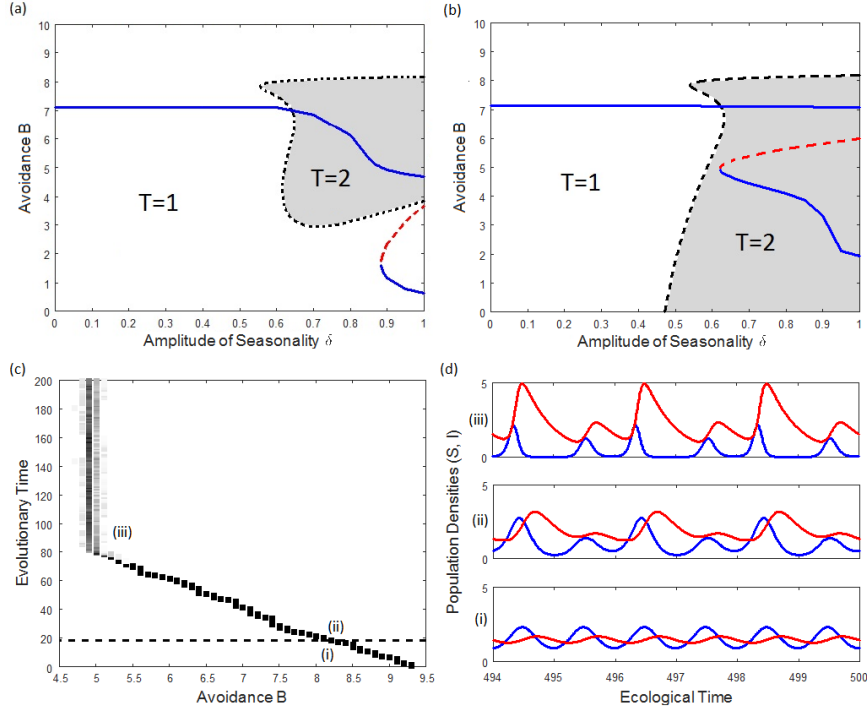 (a)
10
9
8
7
6
5
4
3
2
1
0
Avoidance B
T=1
T=2
0 0.1 0.2 0.3 0.4 0.5 0.6 0.7 0.8 0.9 1
Amplitude of Seasonality δ
(b)
10
9
8
7
6
5
4
3
2
1
0
Avoidance B
T=1
T=2
0 0.1 0.2 0.3 0.4 0.5 0.6 0.7 0.8 0.9 1
Amplitude of Seasonality δ
(c)
200
180
160
140
120
100
80
60
40
20
0
Evolutionary Time
(iii)
(ii)
(i)
4.5 5 5.5 6 6.5 7 7.5 8 8.5 9 9.5
Avoidance B
(d)
Population Densities (S, I)
5
(iii)
0
5
(ii)
0
5
(i)
0
494 495 496 497 498 499 500
Ecological Time